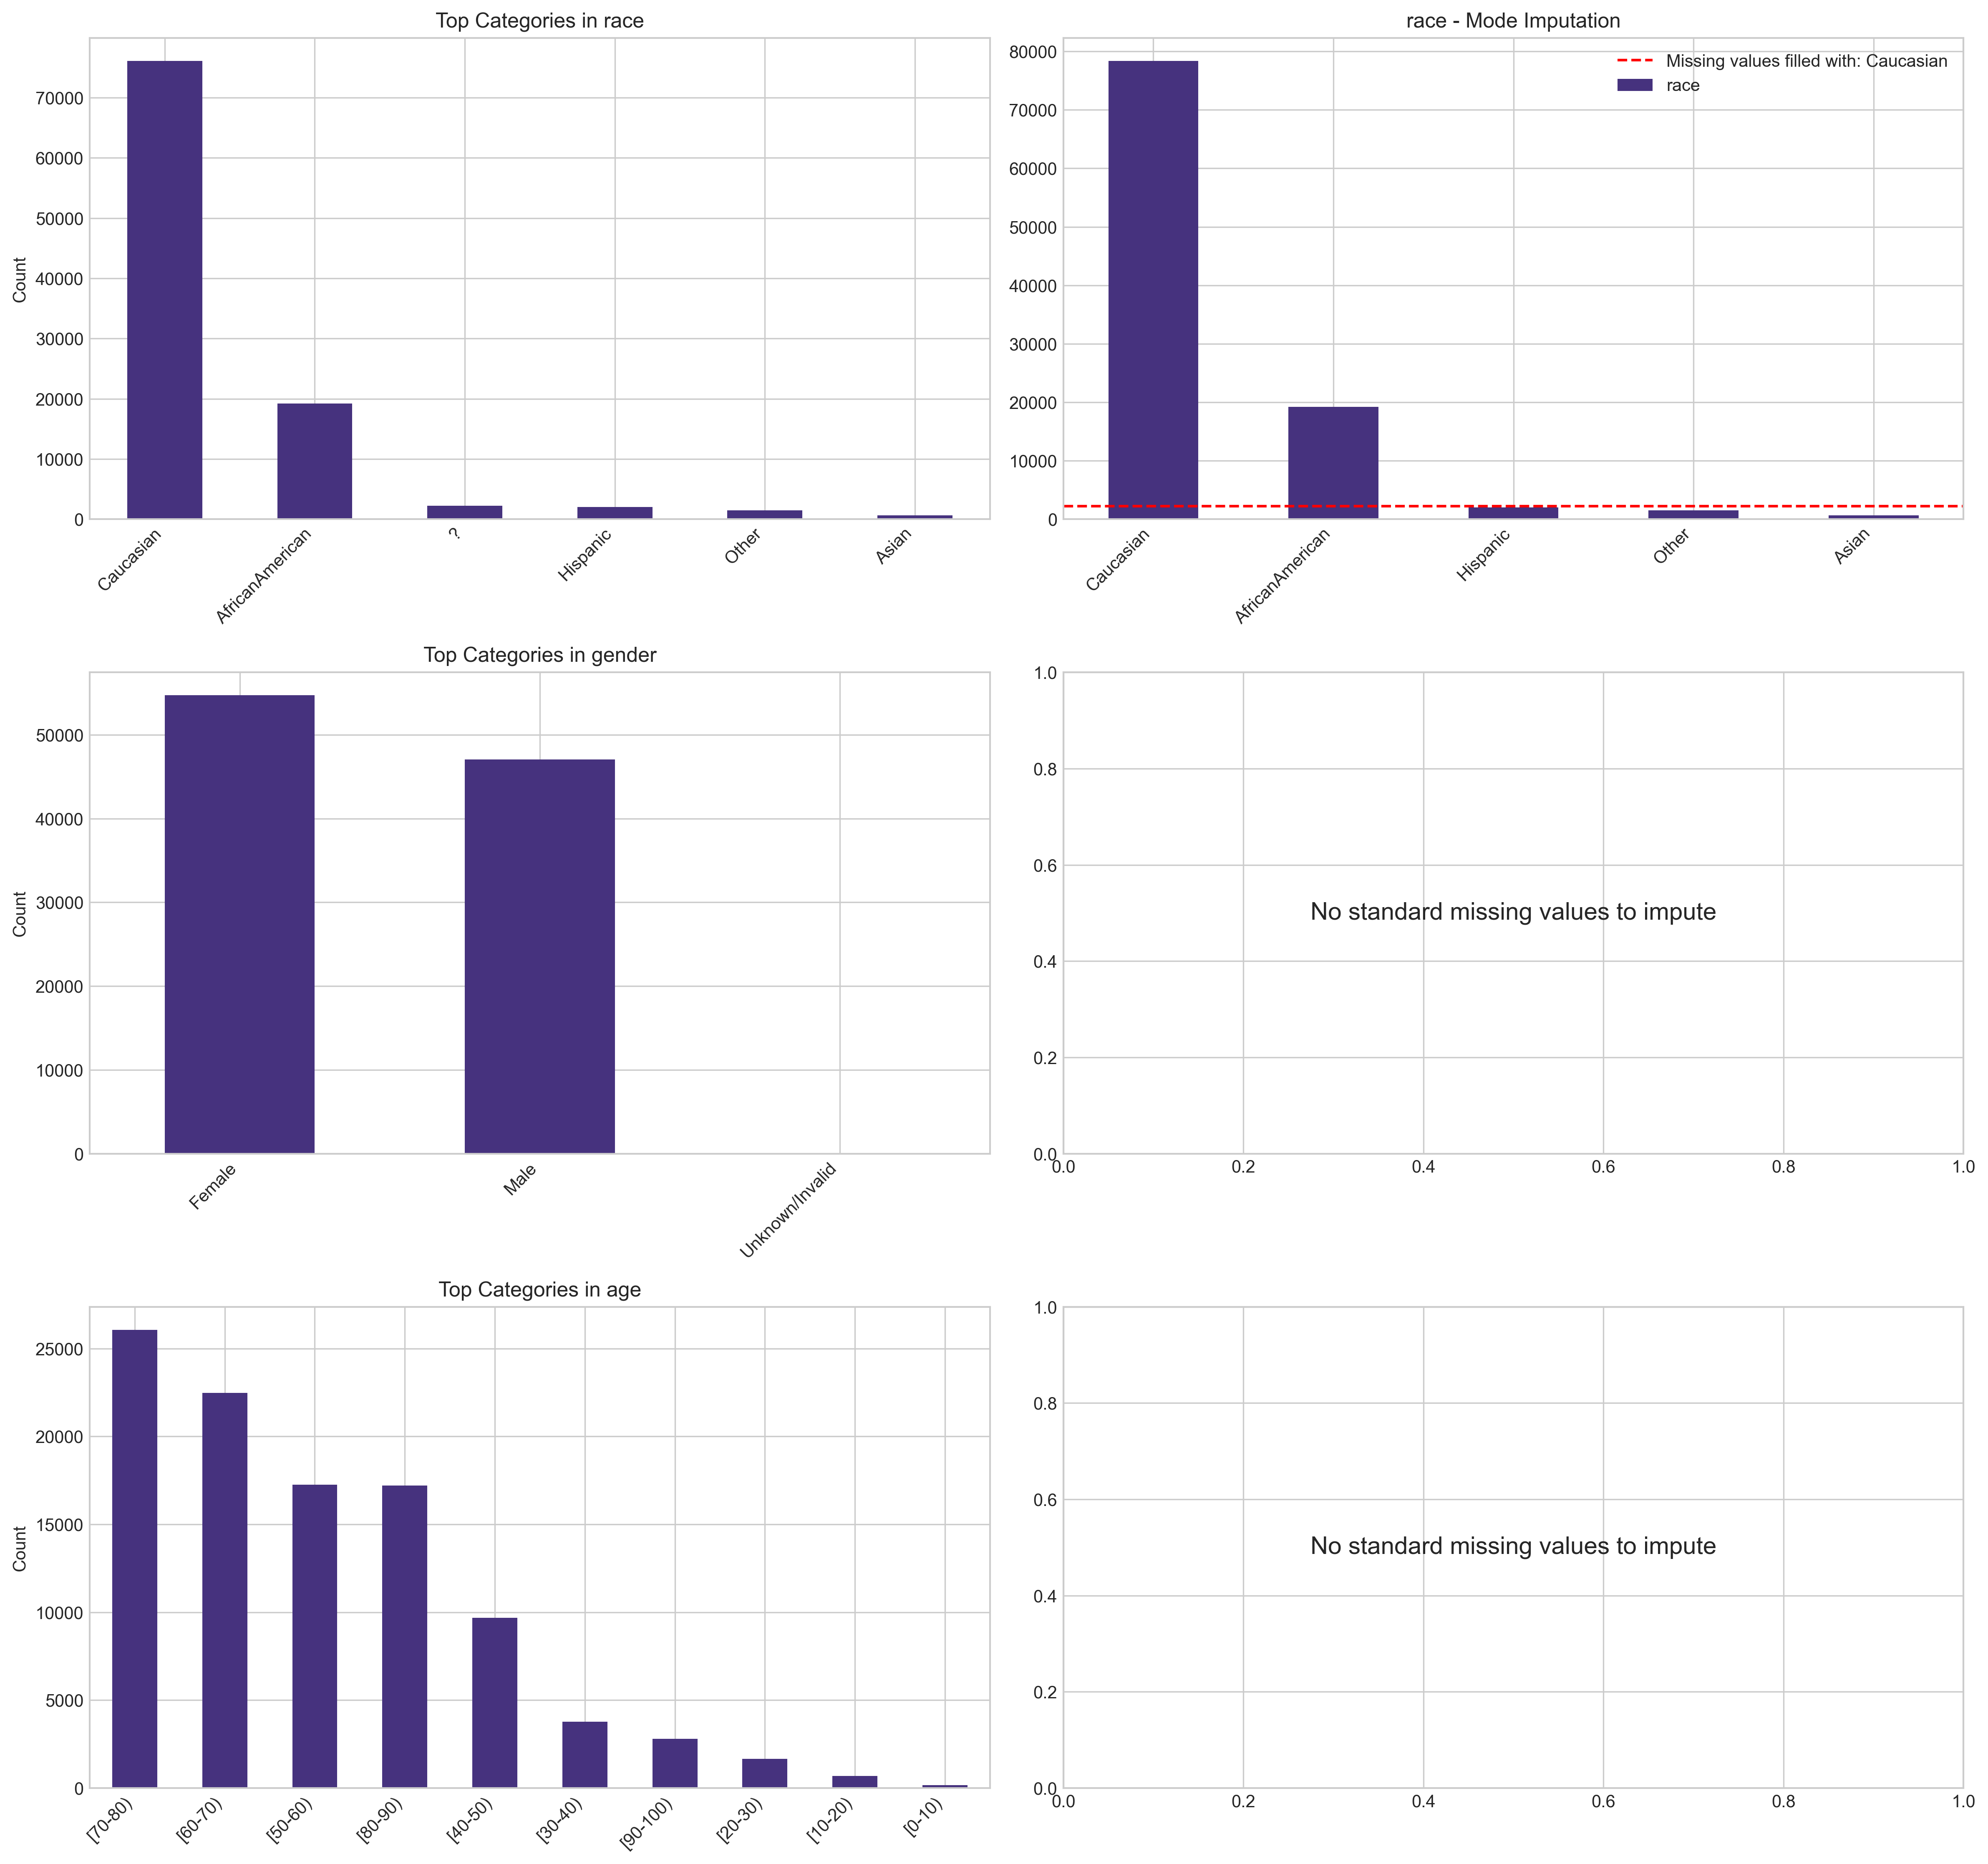 Top Categories in race
Count
70000
60000
50000
40000
30000
20000
10000
0
Caucasian
AfricanAmerican
?
Hispanic
Other
Asian
race - Mode Imputation
Missing values filled with: Caucasian
race
80000
70000
60000
50000
40000
30000
20000
10000
0
Caucasian
AfricanAmerican
Hispanic
Other
Asian
Top Categories in gender
Count
50000
40000
30000
20000
10000
0
Female
Male
Unknown/Invalid
1.0
0.8
0.6
0.4
0.2
0.0
No standard missing values to impute
0.0
0.2
0.4
0.6
0.8
1.0
Top Categories in age
Count
25000
20000
15000
10000
5000
0
[70-80)
[60-70)
[50-60)
[80-90)
[40-50)
[30-40)
[90-100)
[20-30)
[10-20)
[0-10)
1.0
0.8
0.6
0.4
0.2
0.0
No standard missing values to impute
0.0
0.2
0.4
0.6
0.8
1.0